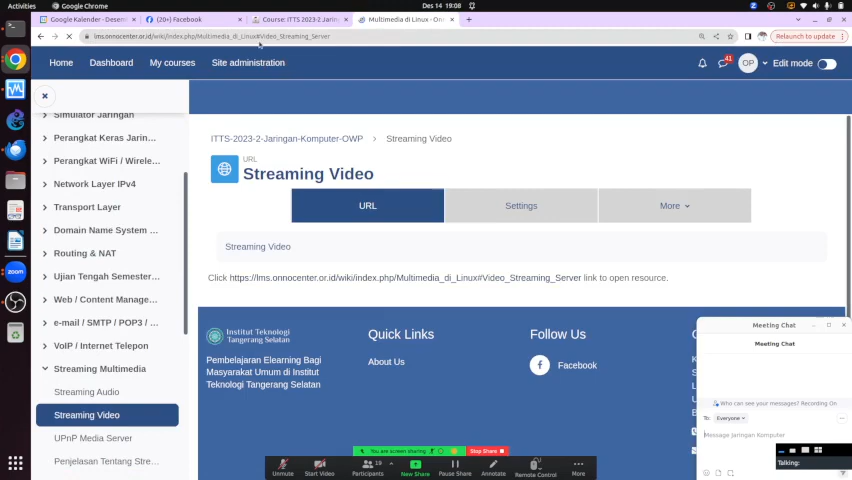 Activities
Google Chrome
Des 14 19:08
Google Kalender - Desem
(20+) Facebook
Course: ITTS-2023-2 Jaring
Multimedia di Linux - Onn
lms.onnocenter.or.id/wiki/index.php/Multimedia_di_Linux#Video_Streaming_Server
Relaunch to update
Home
Dashboard
My courses
Site administration
41
OP
Edit mode
Simulator Jaringan
Perangkat Keras Jarin...
Perangkat WiFi / Wirele...
Network Layer IPv4
Transport Layer
Domain Name System ...
Routing & NAT
Ujian Tengah Semester...
Web / Content Manage...
e-mail / SMTP / POP3 / ...
VoIP / Internet Telepon
Streaming Multimedia
Streaming Audio
Streaming Video
UPnP Media Server
Penjelasan Tentang Stre...
ITTS-2023-2-Jaringan-Komputer-OWP
Streaming Video
URL
Streaming Video
URL
Settings
More
Streaming Video
Click https://lms.onnocenter.or.id/wiki/index.php/Multimedia_di_Linux#Video_Streaming_Server link to open resource.
Institut Teknologi
Tangerang Selatan
Pembelajaran Elearning Bagi
Masyarakat Umum di Institut
Teknologi Tangerang Selatan
Quick Links
About Us
Follow Us
Facebook
Meeting Chat
Meeting Chat
Who can see your messages? Recording On
To: Everyone
Message Jaringan Komputer
Talking:
You are screen sharing
Stop Share
Unmute
Start Video
Participants
19
New Share
Pause Share
Annotate
Remote Control
More
zoom